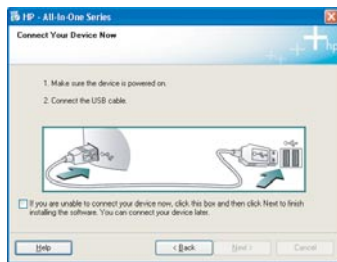 HP - All-In-One Series
Connect Your Device Now
hp
1. Make sure the device is powered on.
2. Connect the USB cable.
If you are unable to connect your device now, click this box and then click Next to finish
installing the software. You can connect your device later.
Help
< Back
Next >
Cancel